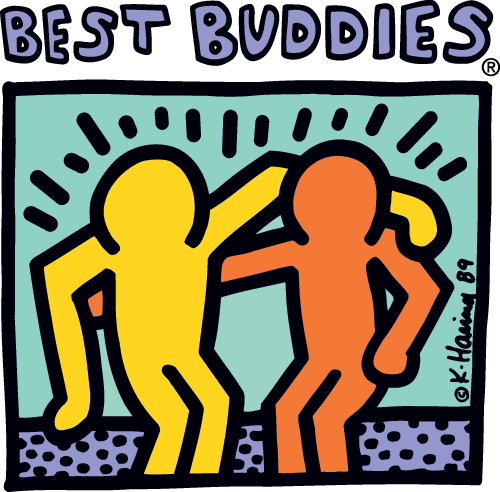 BEST BUDDIES
®
© K. Haring 89